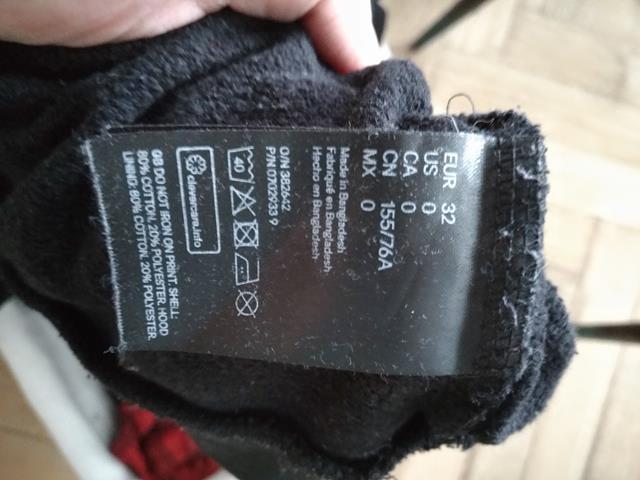 EUR 32
US 0
CA 0
CN 155/76A
MX 0
Made in Bangladesh
Fabriqué en Bangladesh
Hecho en Bangladesh
O/N 382642
P/N 0702933 9
40
clevercare.info
GB DO NOT IRON ON PRINT. SHELL:
80% COTTON. 20% POLYESTER. HOOD
LINING: 80% COTTON. 20% POLYESTER.